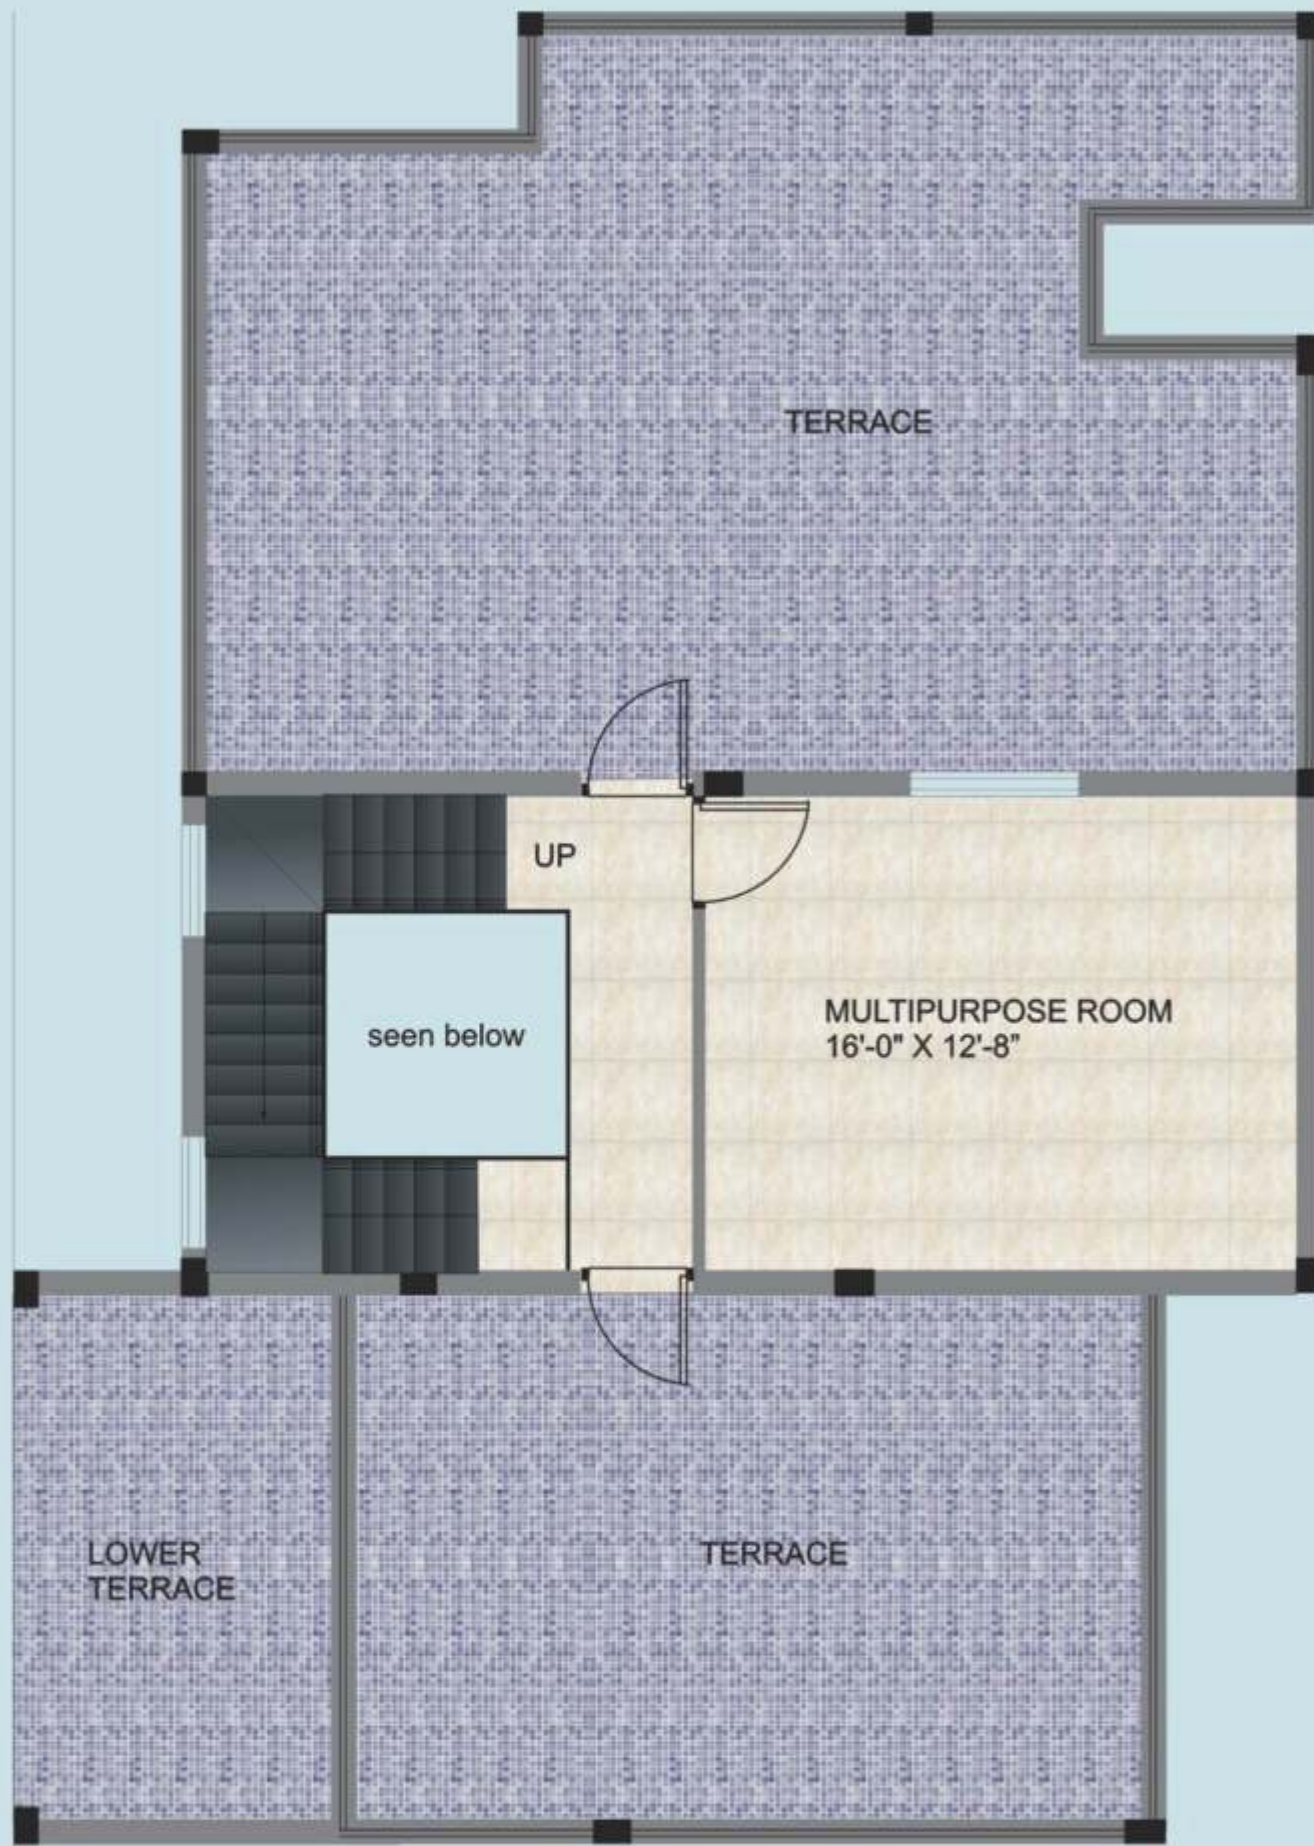 TERRACE
UP
MULTIPURPOSE ROOM
16'-0" X 12'-8"
seen below
LOWER
TERRACE
TERRACE